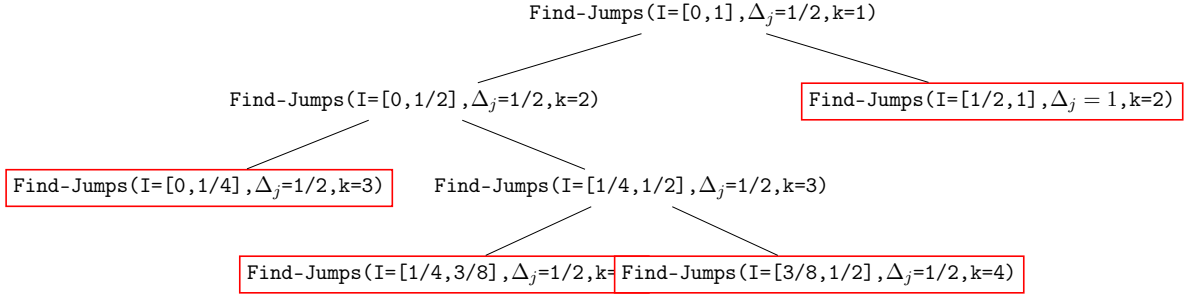 Find-Jumps(I=[0,1],Δj=1/2,k=1)
Find-Jumps(I=[0,1/2],Δj=1/2,k=2)
Find-Jumps(I=[1/2,1],Δj = 1,k=2)
Find-Jumps(I=[0,1/4],Δj=1/2,k=3)
Find-Jumps(I=[1/4,1/2],Δj=1/2,k=3)
Find-Jumps(I=[1/4,3/8],Δj=1/2,k=
Find-Jumps(I=[3/8,1/2],Δj=1/2,k=4)